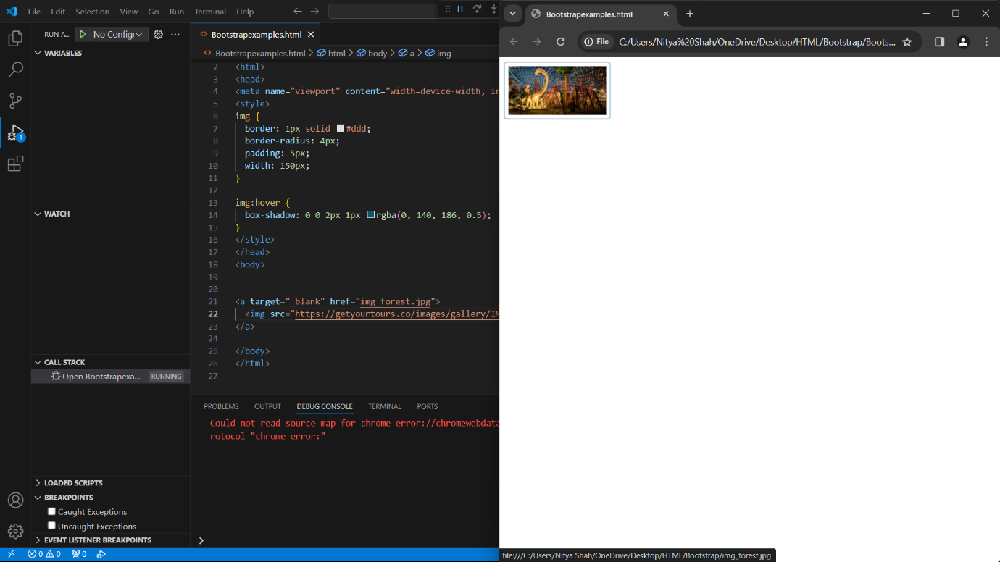 File Edit Selection View Go Run Terminal Help
RUN A... No Config
VARIABLES
WATCH
CALL STACK
Open Bootstrapexa... RUNNING
LOADED SCRIPTS
BREAKPOINTS
Caught Exceptions
Uncaught Exceptions
EVENT LISTENER BREAKPOINTS
1
0 0 0
Bootstrapexamples.html
Bootstrapexamples.html > html > body > a > img
2 <html>
3 <head>
4 <meta name="viewport" content="width=device-width, in
5 <style>
6 img {
7 border: 1px solid #ddd;
8 border-radius: 4px;
9 padding: 5px;
10 width: 150px;
11 }
12
13 img:hover {
14 box-shadow: 0 0 2px 1px rgba(0, 140, 186, 0.5);
15 }
16 </style>
17 </head>
18 <body>
19
20
21 <a target="_blank" href="img_forest.jpg">
22 <img src="https://getyourtours.co/images/gallery/IM
23 </a>
24
25 </body>
26 </html>
27
PROBLEMS OUTPUT DEBUG CONSOLE TERMINAL PORTS
Could not read source map for chrome-error://chromewebdata
rotocol "chrome-error:"
Bootstrapexamples.html
File C:/Users/Nitya%20Shah/OneDrive/Desktop/HTML/Bootstrap/Boots...
file:///C:/Users/Nitya Shah/OneDrive/Desktop/HTML/Bootstrap/img_forest.jpg